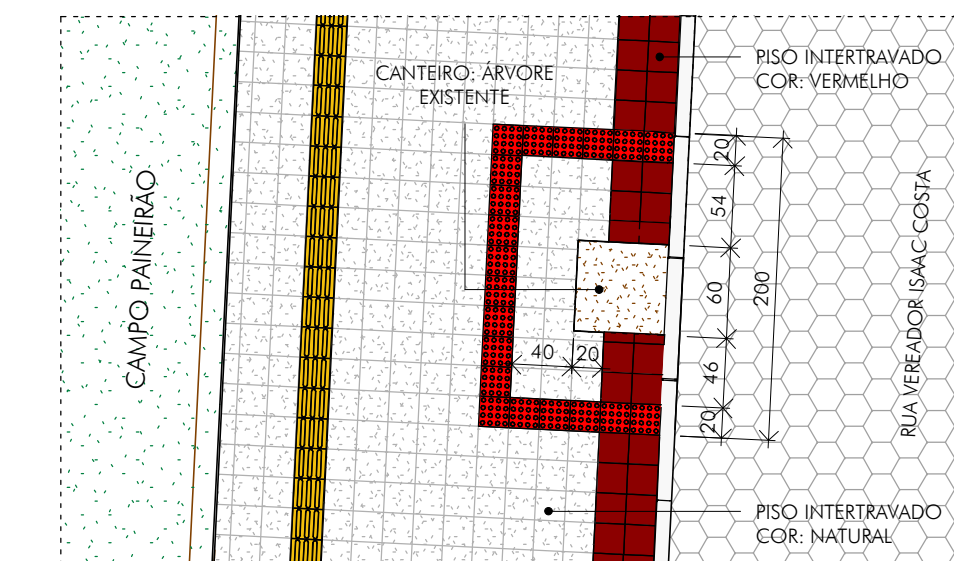 PISO INTERTRAVADO
COR: VERMELHO
CANTEIRO: ÁRVORE
EXISTENTE
CAMPO PAINEIRÃO
RUA VEREADOR ISAAC COSTA
20
54
60
46
20
200
40
20
PISO INTERTRAVADO
COR: NATURAL